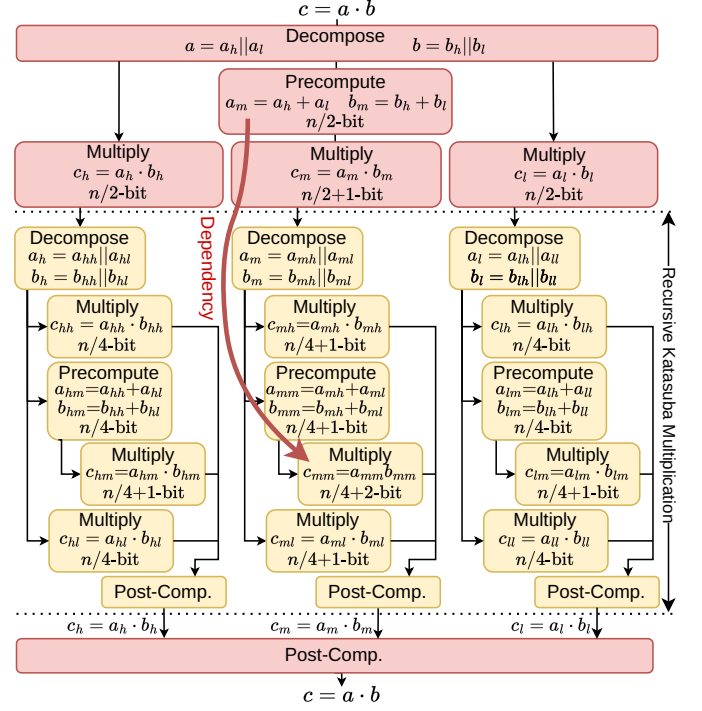 c = a · b
Decompose
a = a_h||a_l b = b_h||b_l
Precompute
a_m = a_h + a_l b_m = b_h + b_l
n/2-bit
Multiply
c_h = a_h · b_h
n/2-bit
Multiply
c_m = a_m · b_m
n/2+1-bit
Multiply
c_l = a_l · b_l
n/2-bit
Dependency
Recursive Katasuba Multiplication
Decompose
a_h = a_hh||a_hl
b_h = b_hh||b_hl
Multiply
c_hh = a_hh · b_hh
n/4-bit
Precompute
a_hm=a_hh+a_hl
b_hm=b_hh+b_hl
n/4-bit
Multiply
c_hm=a_hm · b_hm
n/4+1-bit
Multiply
c_hl = a_hl · b_hl
n/4-bit
Post-Comp.
Decompose
a_m = a_mh||a_ml
b_m = b_mh||b_ml
Multiply
c_mh=a_mh · b_mh
n/4+1-bit
Precompute
a_mm=a_mh+a_ml
b_mm=b_mh+b_ml
n/4+1-bit
Multiply
c_mm=a_mm b_mm
n/4+2-bit
Multiply
c_ml = a_ml · b_ml
n/4+1-bit
Post-Comp.
Decompose
a_l = a_lh||a_ll
b_l = b_lh||b_ll
Multiply
c_lh = a_lh · b_lh
n/4-bit
Precompute
a_lm=a_lh+a_ll
b_lm=b_lh+b_ll
n/4-bit
Multiply
c_lm=a_lm · b_lm
n/4+1-bit
Multiply
c_ll = a_ll · b_ll
n/4-bit
Post-Comp.
c_h = a_h · b_h
c_m = a_m · b_m
c_l = a_l · b_l
Post-Comp.
c = a · b